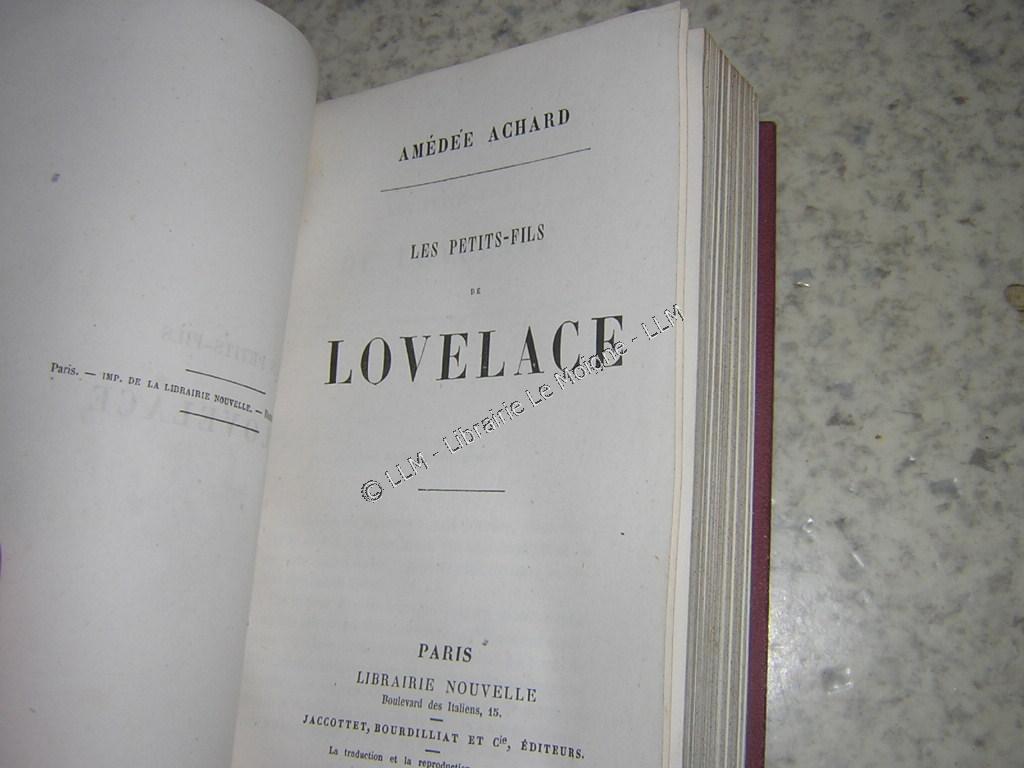 Paris. — IMP. DE LA LIBRAIRIE NOUVELLE. —
AMÉDÉE ACHARD
LES PETITS-FILS
DE
LOVELACE
© LLM - Librairie Le Moigne - LLM
PARIS
LIBRAIRIE NOUVELLE
Boulevard des Italiens, 15.
JACCOTTET, BOURDILLIAT ET Cie, ÉDITEURS.
La traduction et la reproduction